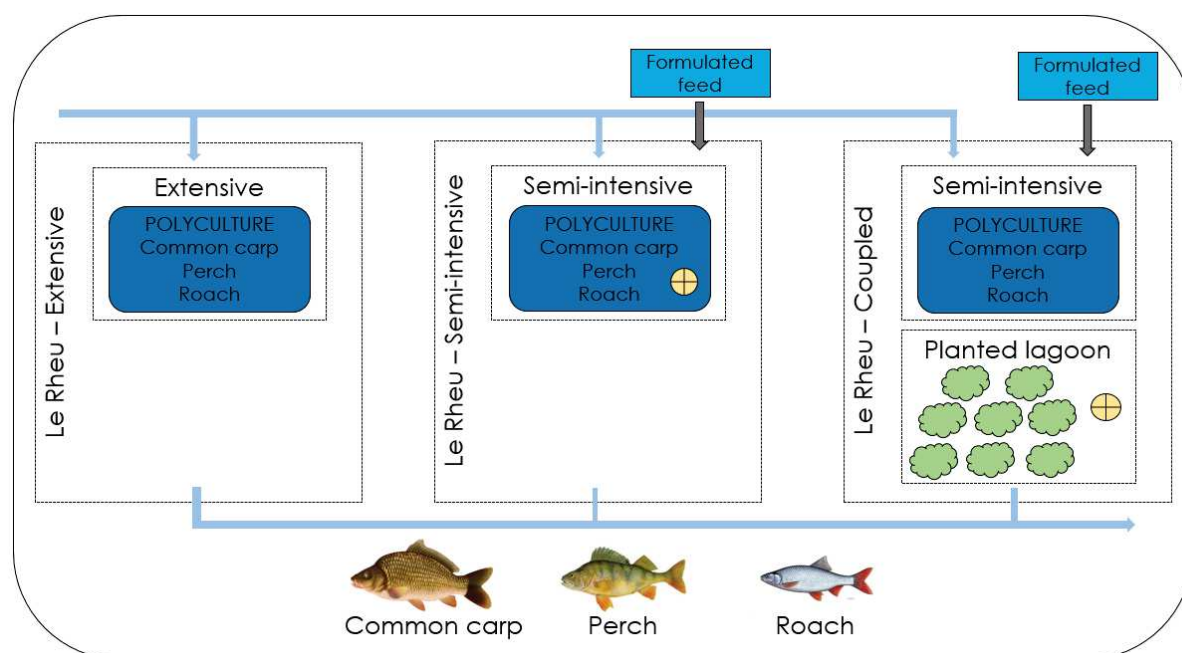 Formulated
feed
Formulated
feed
Le Rheu – Extensive
Extensive
POLYCULTURE
Common carp
Perch
Roach
Le Rheu – Semi-intensive
Semi-intensive
POLYCULTURE
Common carp
Perch
Roach
Le Rheu – Coupled
Semi-intensive
POLYCULTURE
Common carp
Perch
Roach
Planted lagoon
Common carp
Perch
Roach